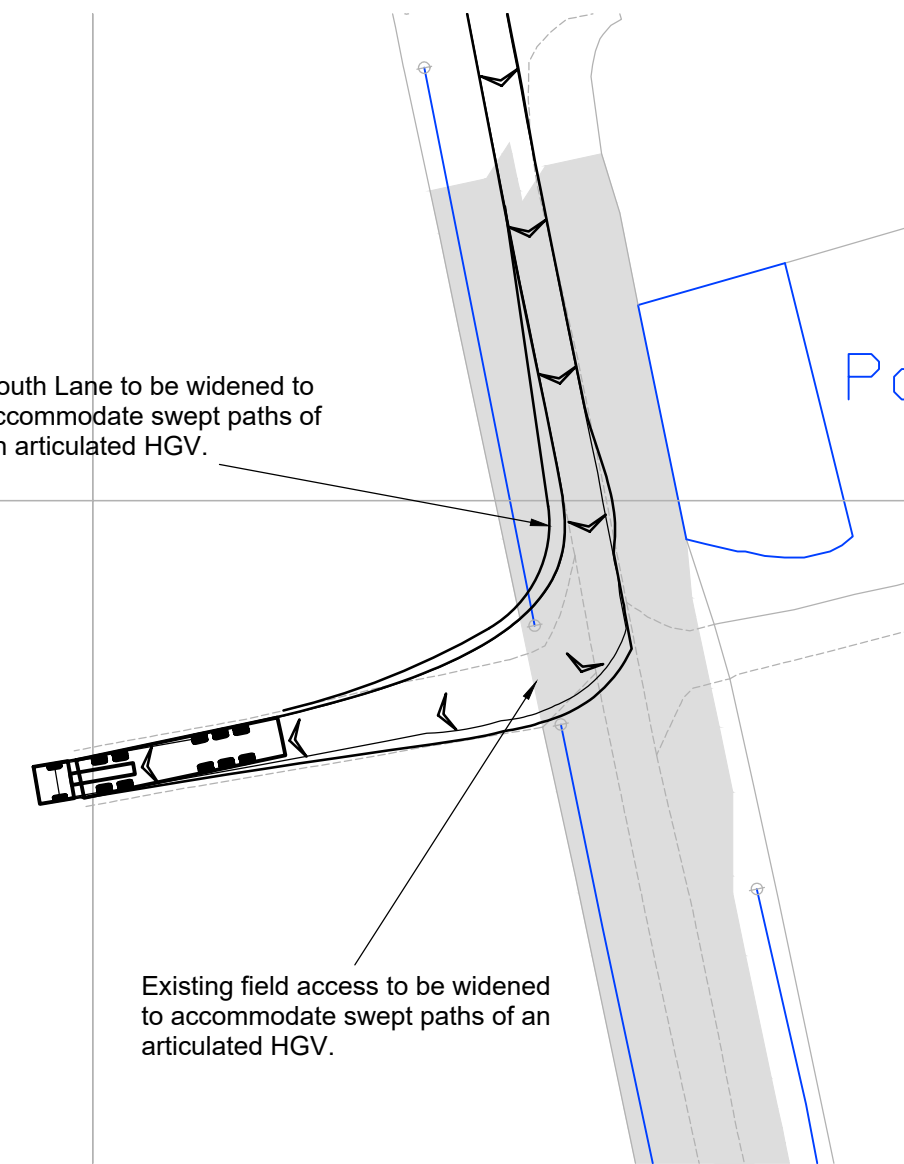 outh Lane to be widened to
ccommodate swept paths of
n articulated HGV.
Po
Existing field access to be widened
to accommodate swept paths of an
articulated HGV.